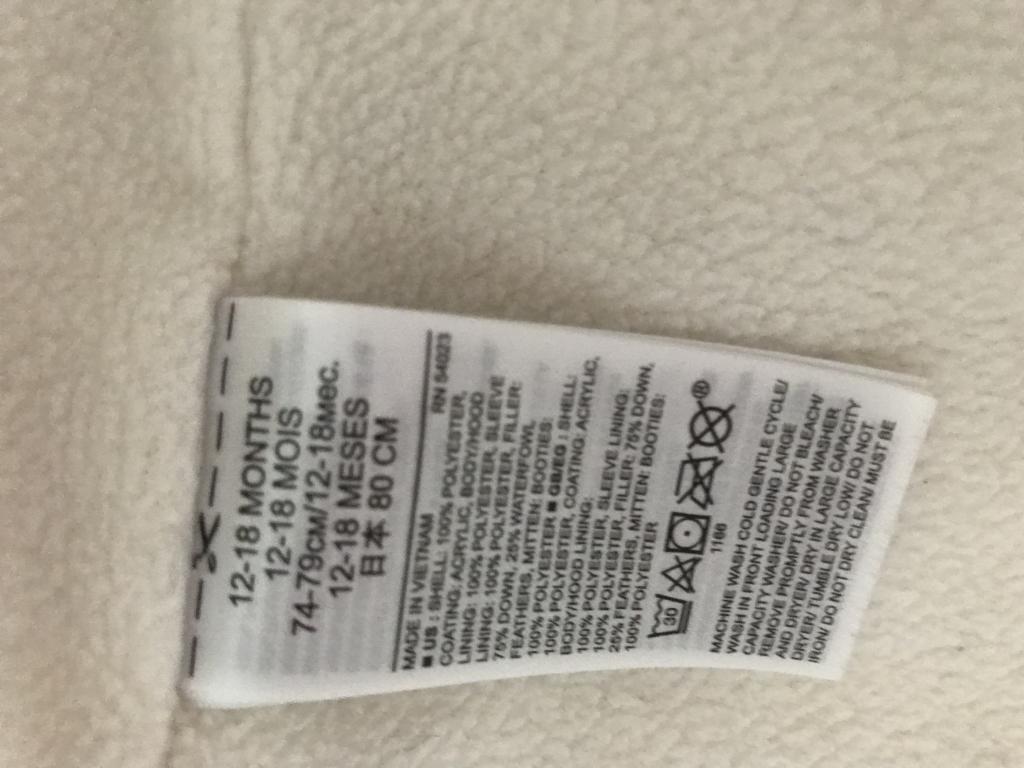 12-18 MONTHS
12-18 MOIS
74-79CM/12-18мес.
12-18 MESES
日本 80 CM
MADE IN VIETNAM RN 54023
■ US : SHELL: 100% POLYESTER,
COATING: ACRYLIC, BODY/HOOD
LINING: 100% POLYESTER, SLEEVE
LINING: 100% POLYESTER, FILLER:
75% DOWN, 25% WATERFOWL
FEATHERS, MITTEN: BOOTIES:
100% POLYESTER ■ GB/EG : SHELL:
100% POLYESTER, COATING: ACRYLIC,
BODY/HOOD LINING:
100% POLYESTER, SLEEVE LINING:
100% POLYESTER, FILLER: 75% DOWN,
25% FEATHERS, MITTEN: BOOTIES:
100% POLYESTER
30
®
1166
MACHINE WASH COLD GENTLE CYCLE/
WASH IN FRONT LOADING LARGE
CAPACITY WASHER/ DO NOT BLEACH/
REMOVE PROMPTLY FROM WASHER
AND DRYER/ DRY IN LARGE CAPACITY
DRYER/ TUMBLE DRY LOW/ DO NOT
IRON/ DO NOT DRY CLEAN/ MUST BE